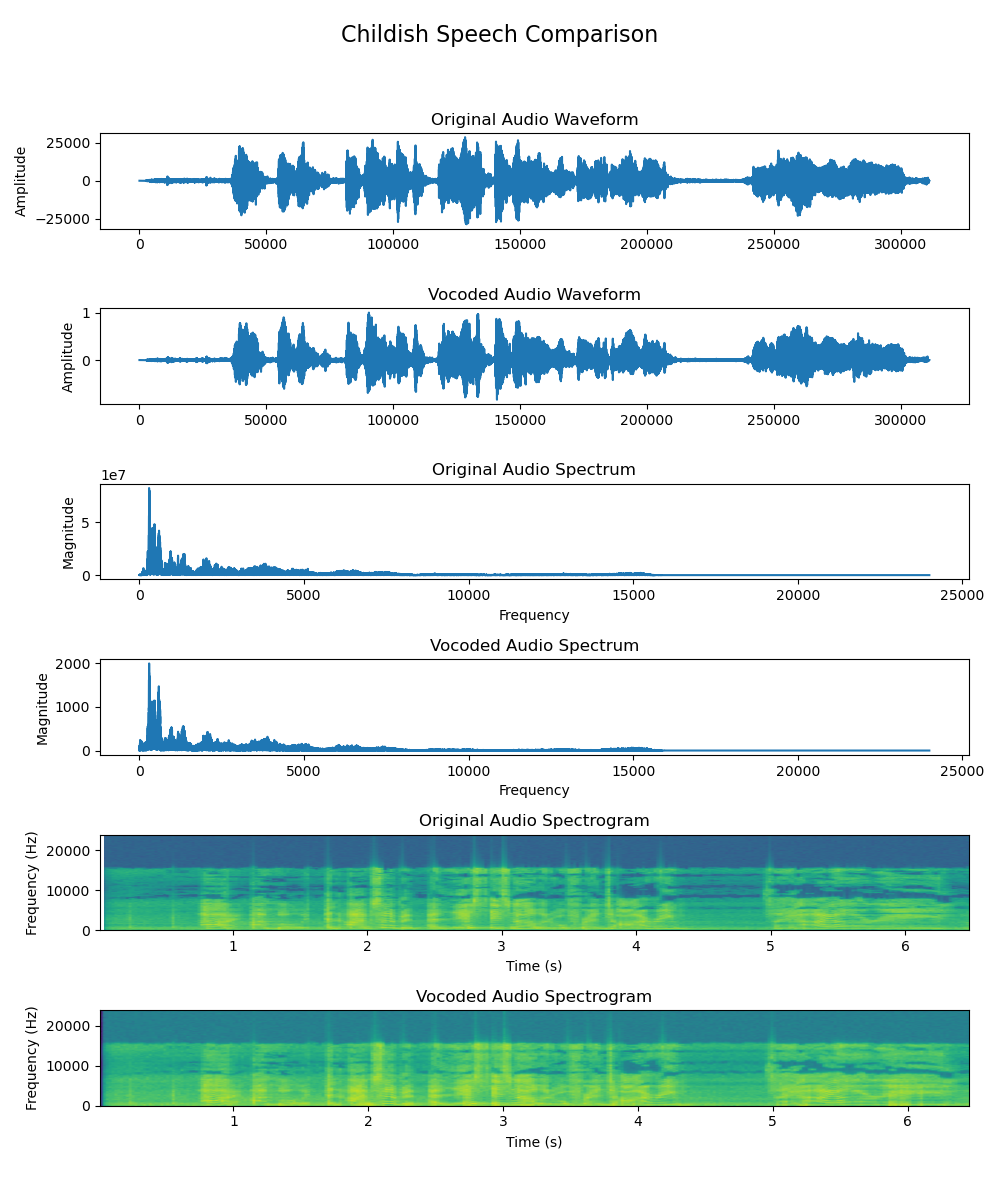 Childish Speech Comparison
Original Audio Waveform
Amplitude
25000
0
−25000
0 50000 100000 150000 200000 250000 300000
Vocoded Audio Waveform
Amplitude
1
0
0 50000 100000 150000 200000 250000 300000
Original Audio Spectrum
1e7
Magnitude
5
0
0 5000 10000 15000 20000 25000
Frequency
Vocoded Audio Spectrum
Magnitude
2000
1000
0
0 5000 10000 15000 20000 25000
Frequency
Original Audio Spectrogram
Frequency (Hz)
20000
10000
0
1 2 3 4 5 6
Time (s)
Vocoded Audio Spectrogram
Frequency (Hz)
20000
10000
0
1 2 3 4 5 6
Time (s)